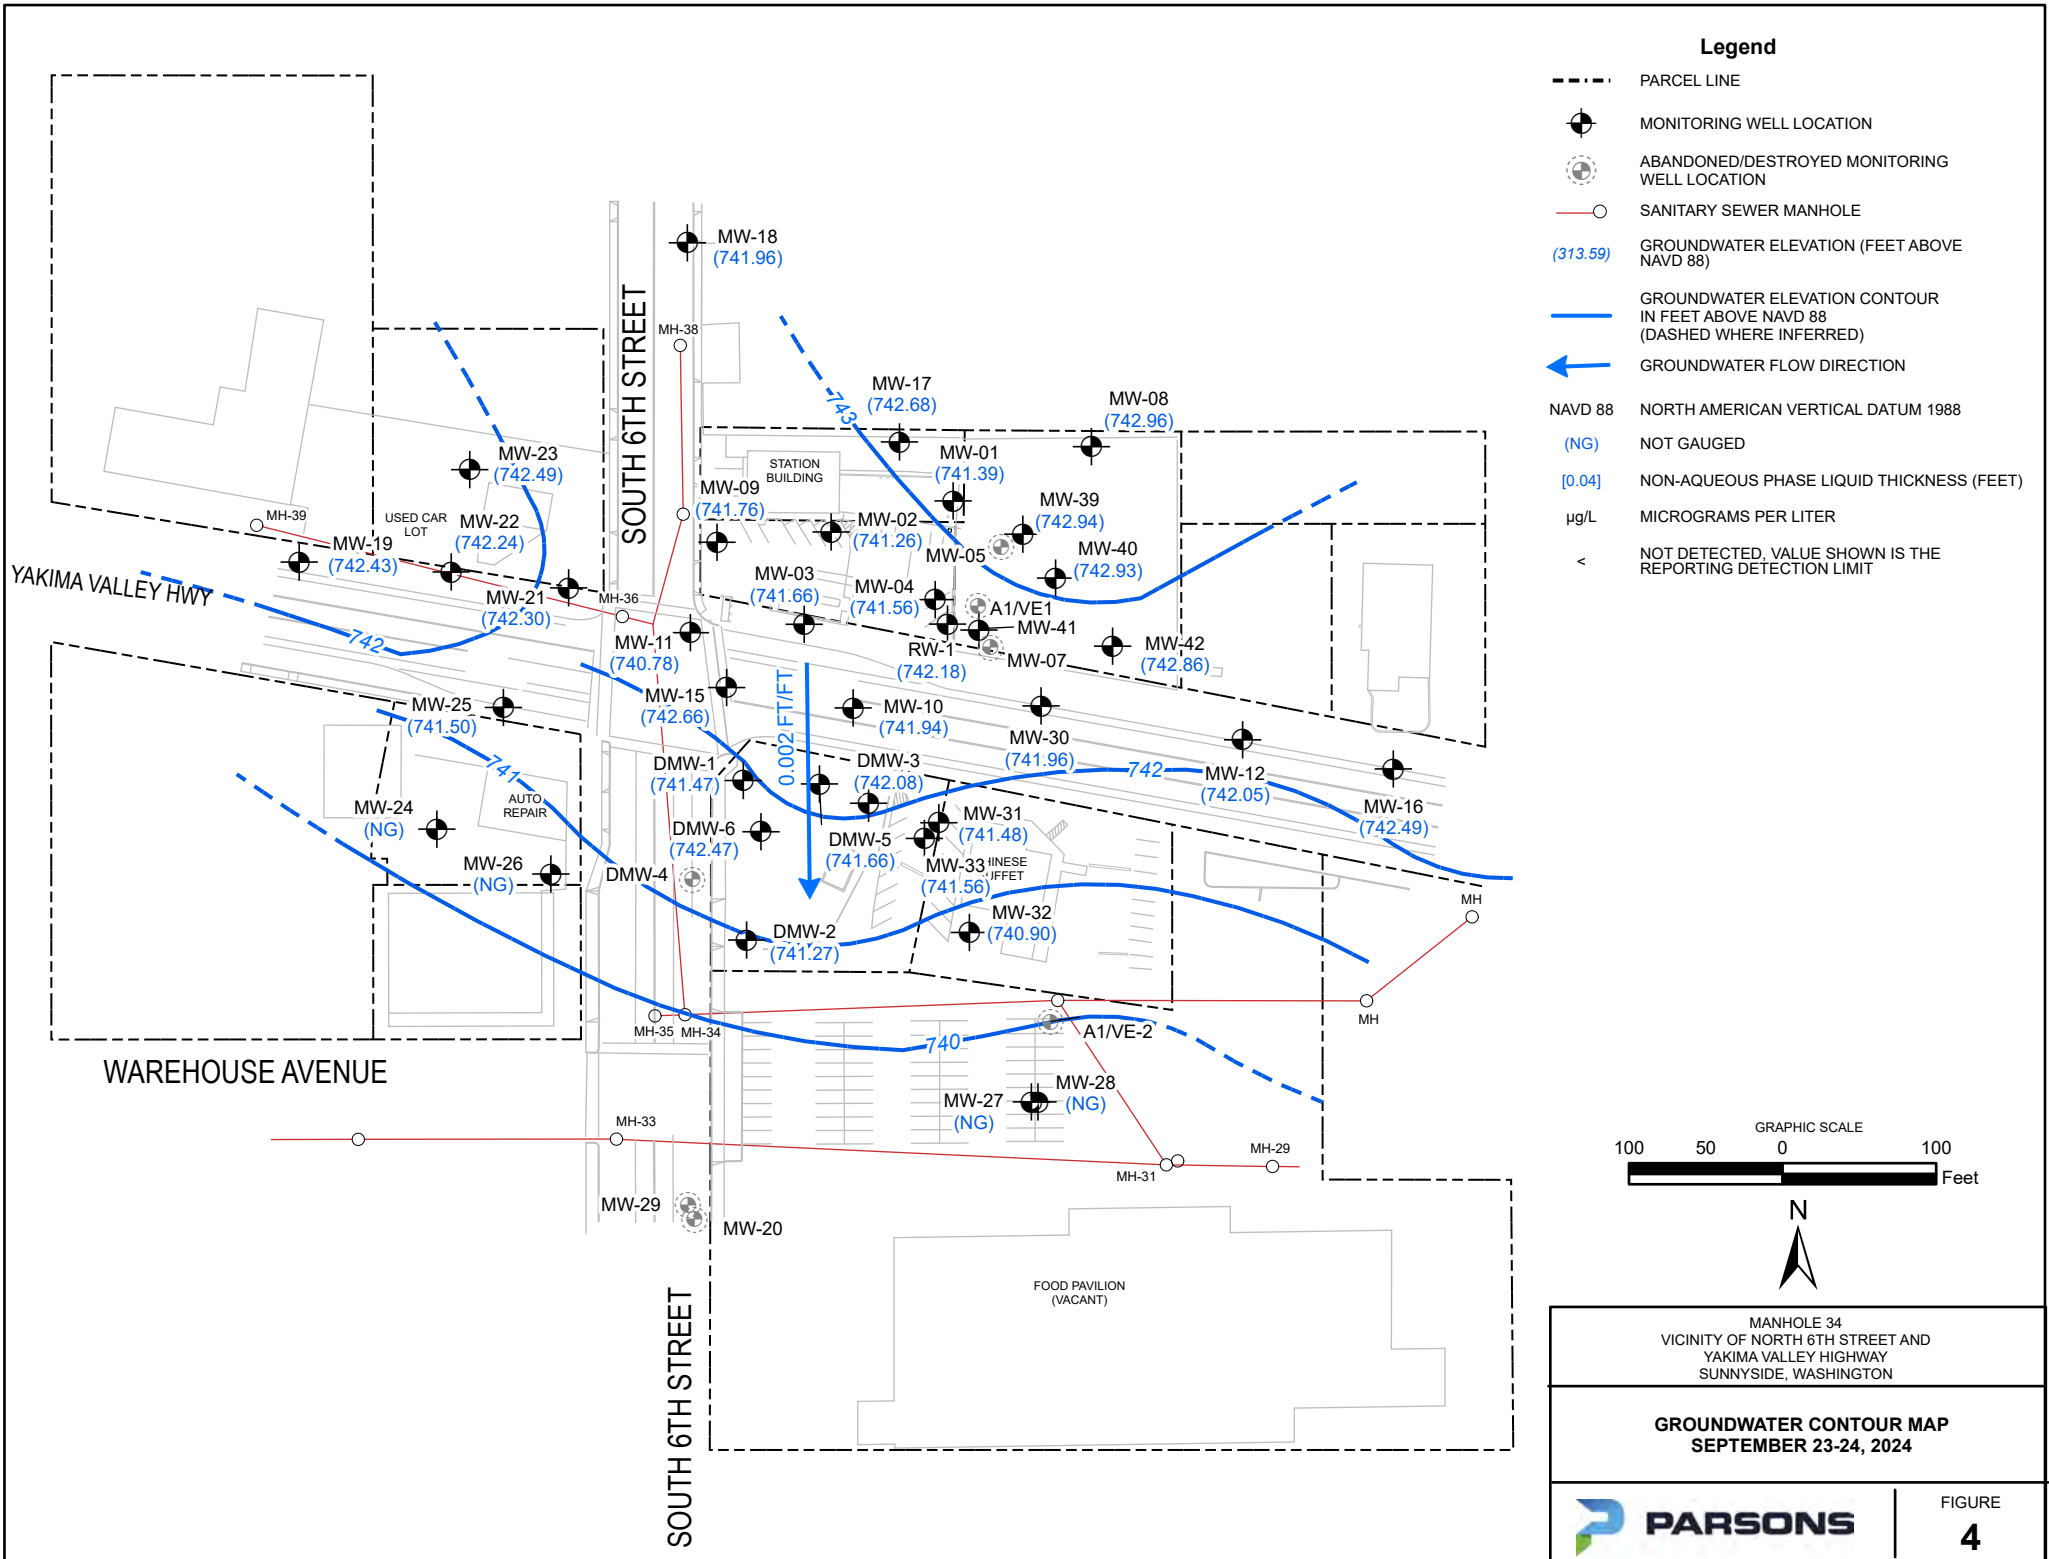 Legend
PARCEL LINE
MONITORING WELL LOCATION
ABANDONED/DESTROYED MONITORING
WELL LOCATION
SANITARY SEWER MANHOLE
(313.59)
GROUNDWATER ELEVATION (FEET ABOVE
NAVD 88)
GROUNDWATER ELEVATION CONTOUR
IN FEET ABOVE NAVD 88
(DASHED WHERE INFERRED)
GROUNDWATER FLOW DIRECTION
NAVD 88 NORTH AMERICAN VERTICAL DATUM 1988
(NG) NOT GAUGED
[0.04] NON-AQUEOUS PHASE LIQUID THICKNESS (FEET)
µg/L MICROGRAMS PER LITER
< NOT DETECTED, VALUE SHOWN IS THE
REPORTING DETECTION LIMIT
MW-18
(741.96)
SOUTH 6TH STREET
MH-38
743
MW-17
(742.68)
MW-08
(742.96)
MW-23
(742.49)
STATION
BUILDING
MW-01
(741.39)
MW-09
(741.76)
MW-39
(742.94)
MH-39
USED CAR
LOT
MW-22
(742.24)
MW-02
(741.26)
MW-19
(742.43)
MW-05
MW-40
(742.93)
YAKIMA VALLEY HWY
MW-21
(742.30)
MH-36
MW-03
(741.66)
MW-04
(741.56)
A1/VE1
MW-41
742
MW-11
(740.78)
RW-1
(742.18)
MW-07
MW-42
(742.86)
MW-25
(741.50)
MW-15
(742.66)
0.002 FT/FT
MW-10
(741.94)
MW-30
(741.96)
741
DMW-1
(741.47)
DMW-3
(742.08)
742
MW-12
(742.05)
AUTO
REPAIR
MW-24
(NG)
MW-16
(742.49)
DMW-6
(742.47)
DMW-5
(741.66)
MW-31
(741.48)
MW-26
(NG)
DMW-4
MW-33
(741.56)
HINESE
UFFET
MW-32
(740.90)
MH
DMW-2
(741.27)
MH-35
MH-34
MH
740
A1/VE-2
WAREHOUSE AVENUE
MW-27
(NG)
MW-28
(NG)
MH-33
MH-31
MH-29
MW-29
MW-20
SOUTH 6TH STREET
FOOD PAVILION
(VACANT)
GRAPHIC SCALE
100 50 0 100
Feet
N
MANHOLE 34
VICINITY OF NORTH 6TH STREET AND
YAKIMA VALLEY HIGHWAY
SUNNYSIDE, WASHINGTON
GROUNDWATER CONTOUR MAP
SEPTEMBER 23-24, 2024
PARSONS
FIGURE
4